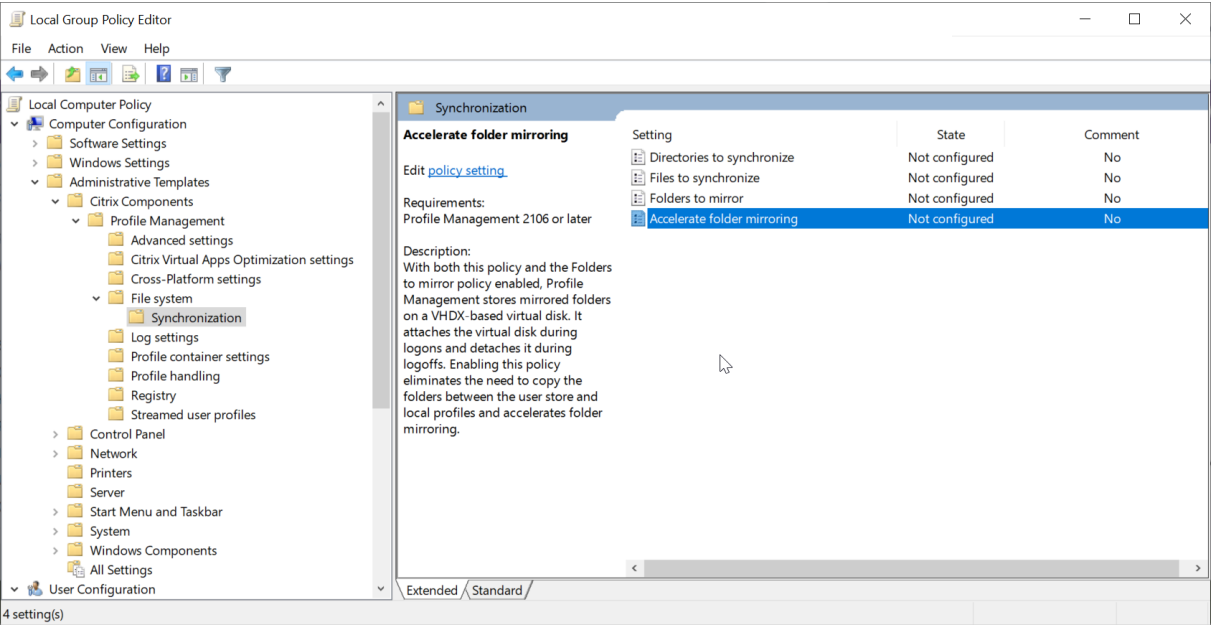 Local Group Policy Editor
File Action View Help
Local Computer Policy
Computer Configuration
Software Settings
Windows Settings
Administrative Templates
Citrix Components
Profile Management
Advanced settings
Citrix Virtual Apps Optimization settings
Cross-Platform settings
File system
Synchronization
Log settings
Profile container settings
Profile handling
Registry
Streamed user profiles
Control Panel
Network
Printers
Server
Start Menu and Taskbar
System
Windows Components
All Settings
User Configuration
Synchronization
Accelerate folder mirroring
Edit policy setting
Requirements:
Profile Management 2106 or later
Description:
With both this policy and the Folders
to mirror policy enabled, Profile
Management stores mirrored folders
on a VHDX-based virtual disk. It
attaches the virtual disk during
logons and detaches it during
logoffs. Enabling this policy
eliminates the need to copy the
folders between the user store and
local profiles and accelerates folder
mirroring.
Setting State Comment
Directories to synchronize Not configured No
Files to synchronize Not configured No
Folders to mirror Not configured No
Accelerate folder mirroring Not configured No
Extended Standard
4 setting(s)